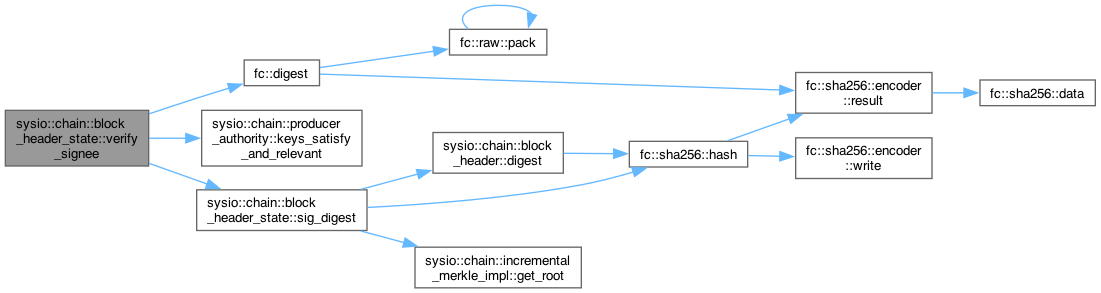 sysio::chain::block
_header_state::verify
_signee
fc::digest
fc::raw::pack
sysio::chain::producer
_authority::keys_satisfy
_and_relevant
sysio::chain::block
_header_state::sig_digest
sysio::chain::block
_header::digest
sysio::chain::incremental
_merkle_impl::get_root
fc::sha256::hash
fc::sha256::encoder
::result
fc::sha256::encoder
::write
fc::sha256::data